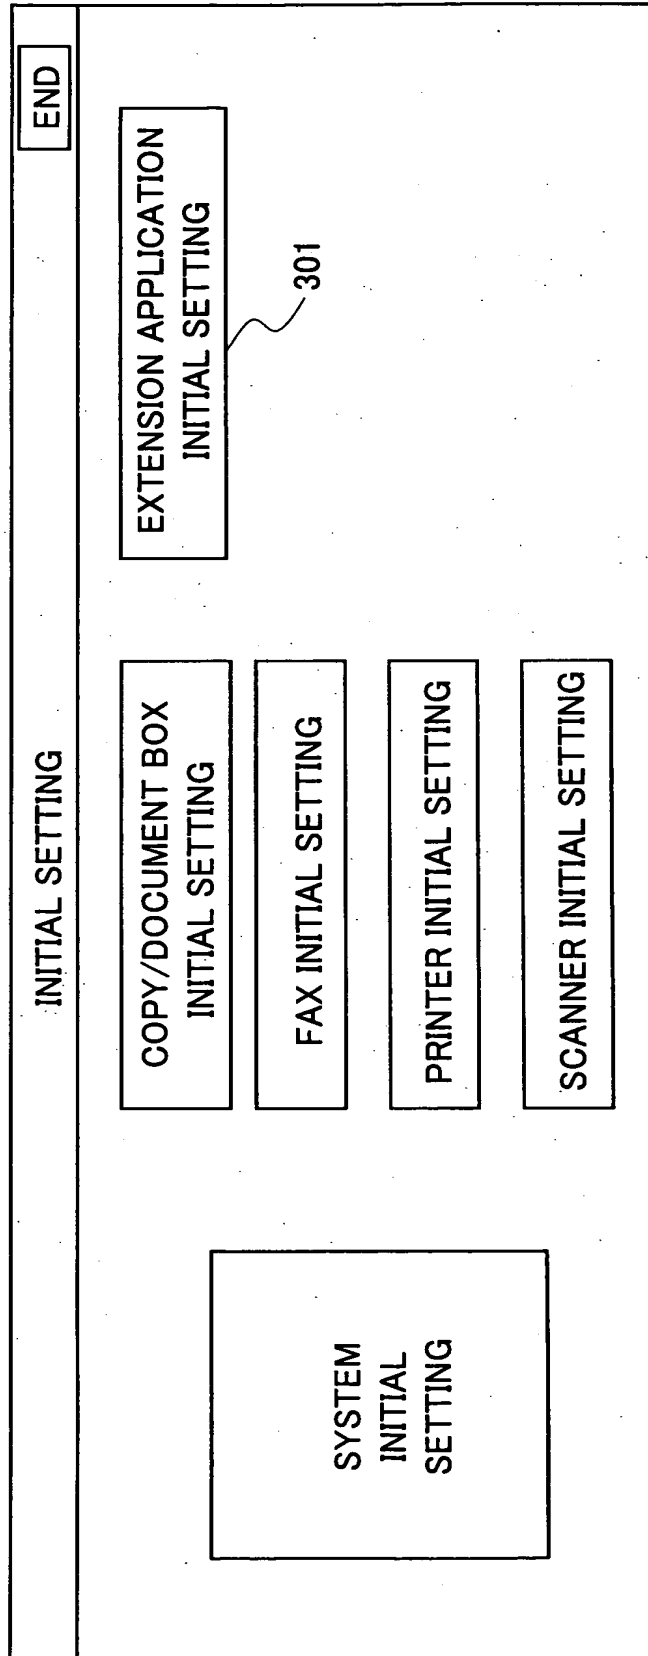 INITIAL SETTING
END
SYSTEM
INITIAL
SETTING
COPY/DOCUMENT BOX
INITIAL SETTING
FAX INITIAL SETTING
PRINTER INITIAL SETTING
SCANNER INITIAL SETTING
EXTENSION APPLICATION
INITIAL SETTING
301